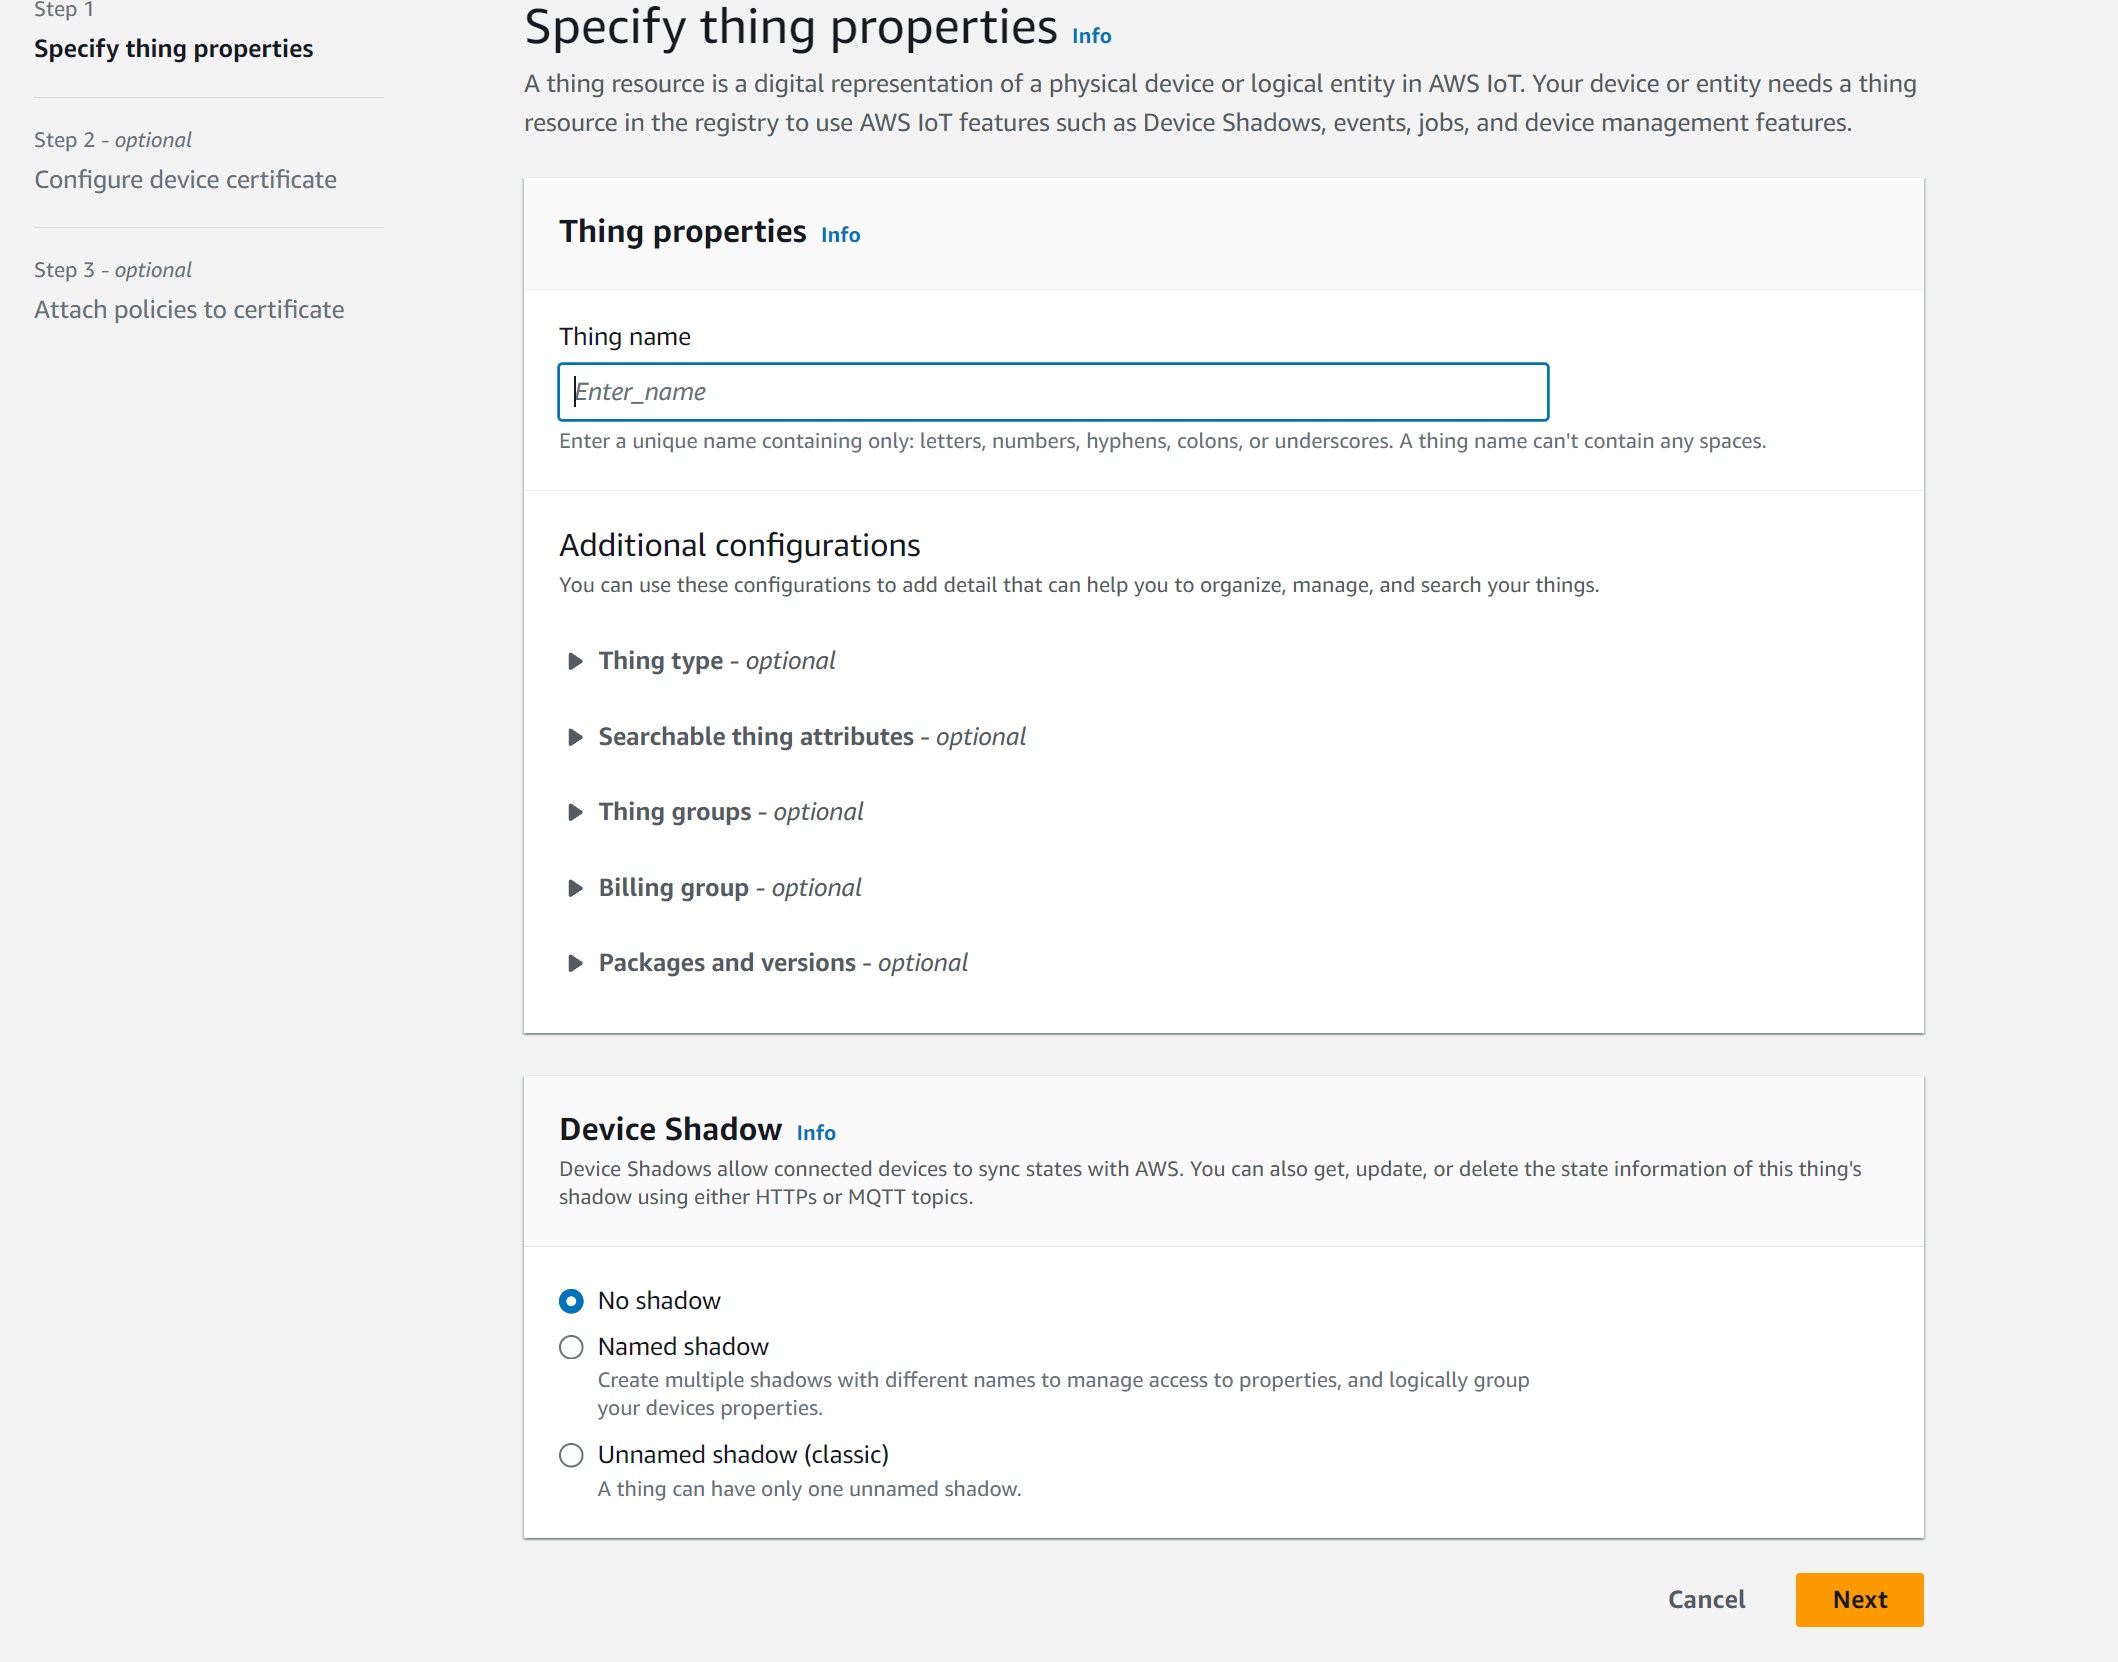 Step 1
Specify thing properties
Step 2 - optional
Configure device certificate
Step 3 - optional
Attach policies to certificate
Specify thing properties Info
A thing resource is a digital representation of a physical device or logical entity in AWS IoT. Your device or entity needs a thing
resource in the registry to use AWS IoT features such as Device Shadows, events, jobs, and device management features.
Thing properties Info
Thing name
Enter_name
Enter a unique name containing only: letters, numbers, hyphens, colons, or underscores. A thing name can't contain any spaces.
Additional configurations
You can use these configurations to add detail that can help you to organize, manage, and search your things.
Thing type - optional
Searchable thing attributes - optional
Thing groups - optional
Billing group - optional
Packages and versions - optional
Device Shadow Info
Device Shadows allow connected devices to sync states with AWS. You can also get, update, or delete the state information of this thing's
shadow using either HTTPs or MQTT topics.
No shadow
Named shadow
Create multiple shadows with different names to manage access to properties, and logically group
your devices properties.
Unnamed shadow (classic)
A thing can have only one unnamed shadow.
Cancel
Next